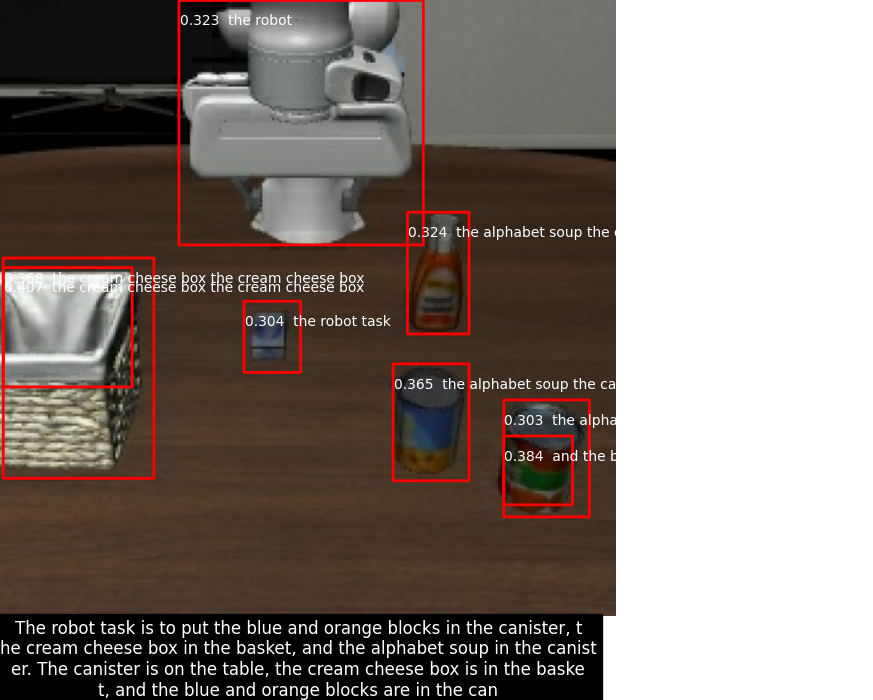 0.323  the robot
0.324  the alphabet soup the
0.368  the cream cheese box the cream cheese box
0.407  the cream cheese box the cream cheese box
0.304  the robot task
0.365  the alphabet soup the ca
0.303  the alpha
0.384  and the b
The robot task is to put the blue and orange blocks in the canister, t
he cream cheese box in the basket, and the alphabet soup in the canist
er. The canister is on the table, the cream cheese box is in the baske
t, and the blue and orange blocks are in the can